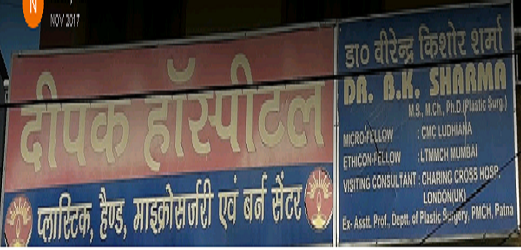 N
NOV 2017
दीपक हॉस्पीटल
प्लास्टिक, हैण्ड, माइक्रोसर्जरी एवं बर्न सेंटर
डा० वीरेन्द्र किशोर शर्मा
DR. B.K. SHARMA
M.S., M.Ch., Ph.D.(Plastic Surg.)
MICRO-FELLOW : CMC LUDHIANA
ETHICON-FELLOW : LTMMCH MUMBAI
VISITING CONSULTANT : CHARING CROSS HOSP.
LONDON(UK)
Ex- Asstt. Prof., Deptt. of Plastic Surgery, PMCH, Patna